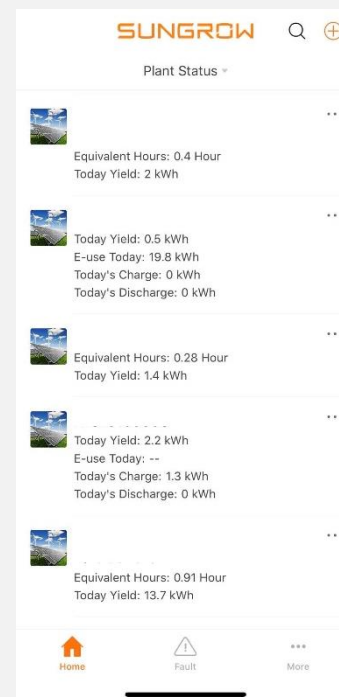 SUNGROW
Plant Status
Equivalent Hours: 0.4 Hour
Today Yield: 2 kWh
Today Yield: 0.5 kWh
E-use Today: 19.8 kWh
Today's Charge: 0 kWh
Today's Discharge: 0 kWh
Equivalent Hours: 0.28 Hour
Today Yield: 1.4 kWh
Today Yield: 2.2 kWh
E-use Today: --
Today's Charge: 1.3 kWh
Today's Discharge: 0 kWh
Equivalent Hours: 0.91 Hour
Today Yield: 13.7 kWh
Home
Fault
More